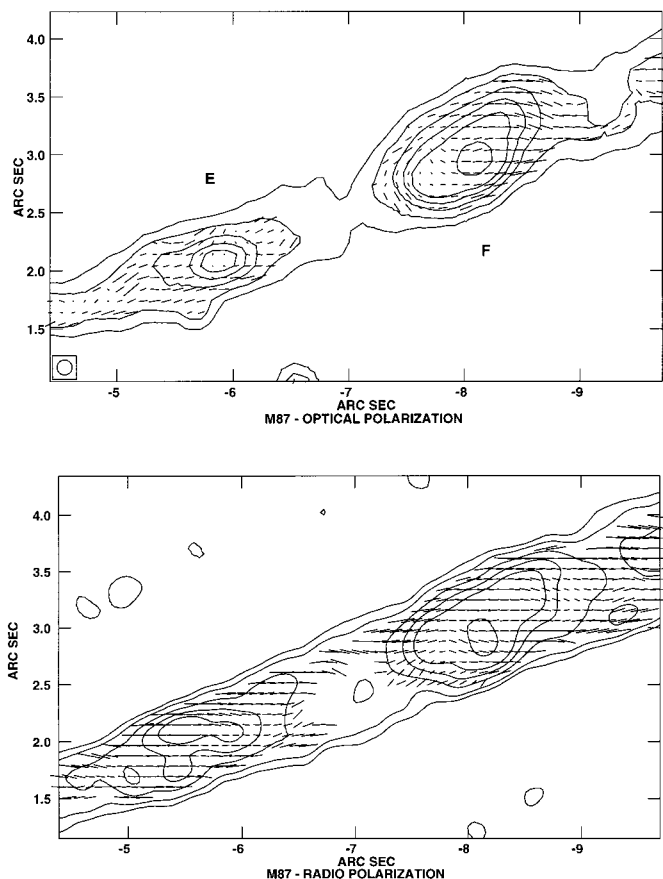 4.0
3.5
3.0
2.5
2.0
1.5
ARC SEC
E
F
-5 -6 -7 -8 -9
ARC SEC
M87 - OPTICAL POLARIZATION
4.0
3.5
3.0
2.5
2.0
1.5
ARC SEC
-5 -6 -7 -8 -9
ARC SEC
M87 - RADIO POLARIZATION